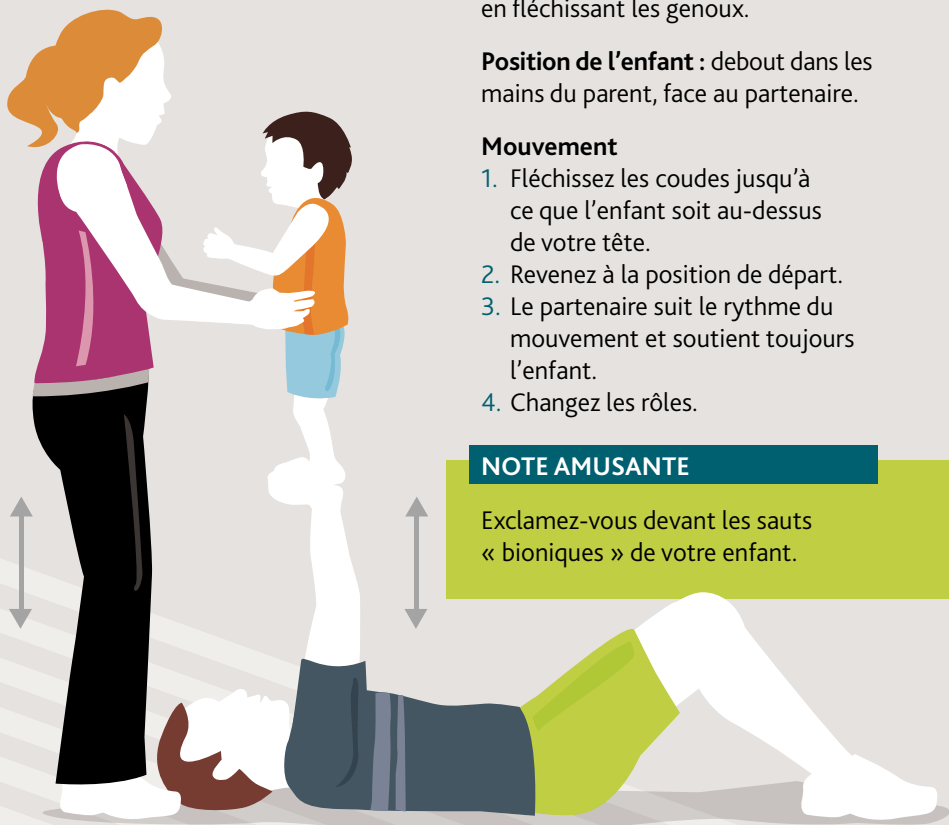 en fléchissant les genoux.
Position de l’enfant : debout dans les
mains du parent, face au partenaire.
Mouvement
1. Fléchissez les coudes jusqu’à
ce que l’enfant soit au-dessus
de votre tête.
2. Revenez à la position de départ.
3. Le partenaire suit le rythme du
mouvement et soutient toujours
l’enfant.
4. Changez les rôles.
NOTE AMUSANTE
Exclamez-vous devant les sauts
« bioniques » de votre enfant.